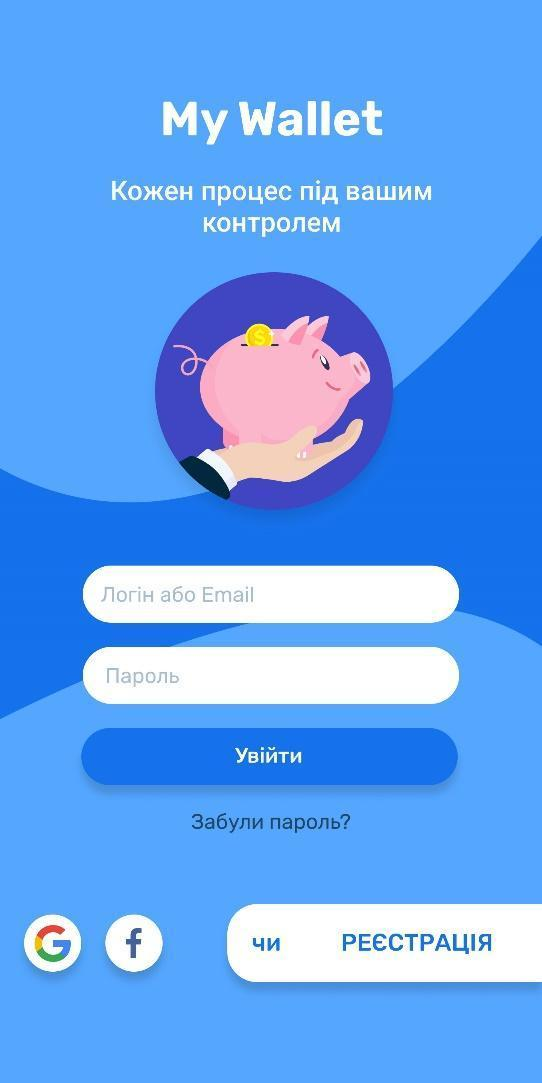 My Wallet
Кожен процес під вашим
контролем
$
Логін або Email
Пароль
Увійти
Забули пароль?
чи РЕЄСТРАЦІЯ